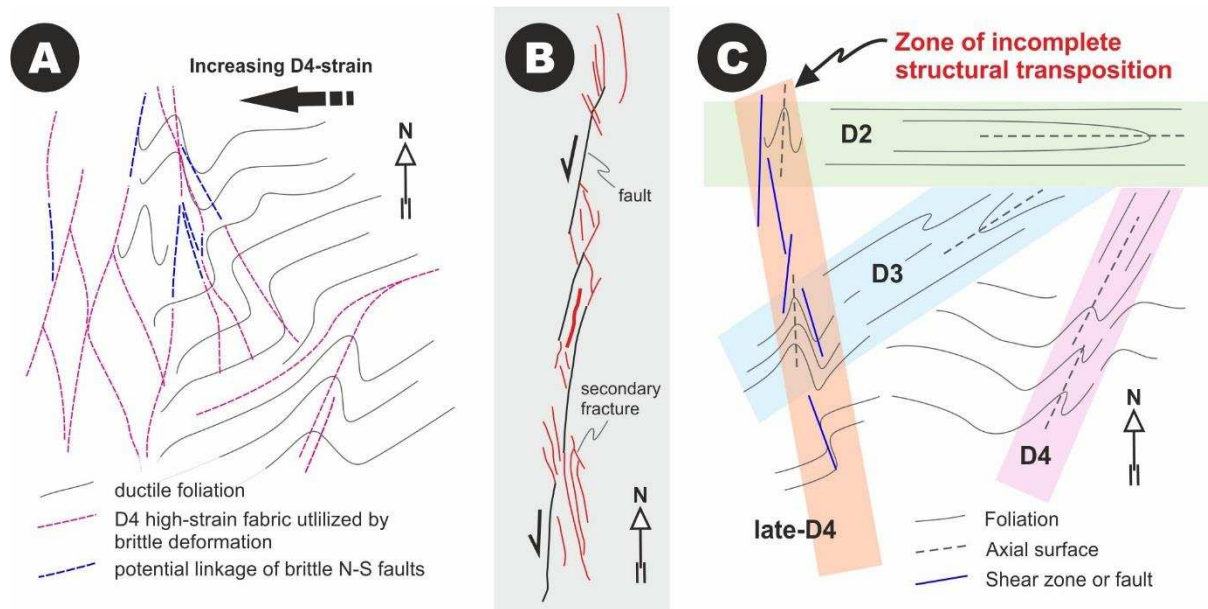 A
Increasing D4-strain
N
ductile foliation
D4 high-strain fabric utlilized by
brittle deformation
potential linkage of brittle N-S faults
B
fault
secondary
fracture
N
C
Zone of incomplete
structural transposition
D2
D3
D4
N
late-D4
Foliation
Axial surface
Shear zone or fault